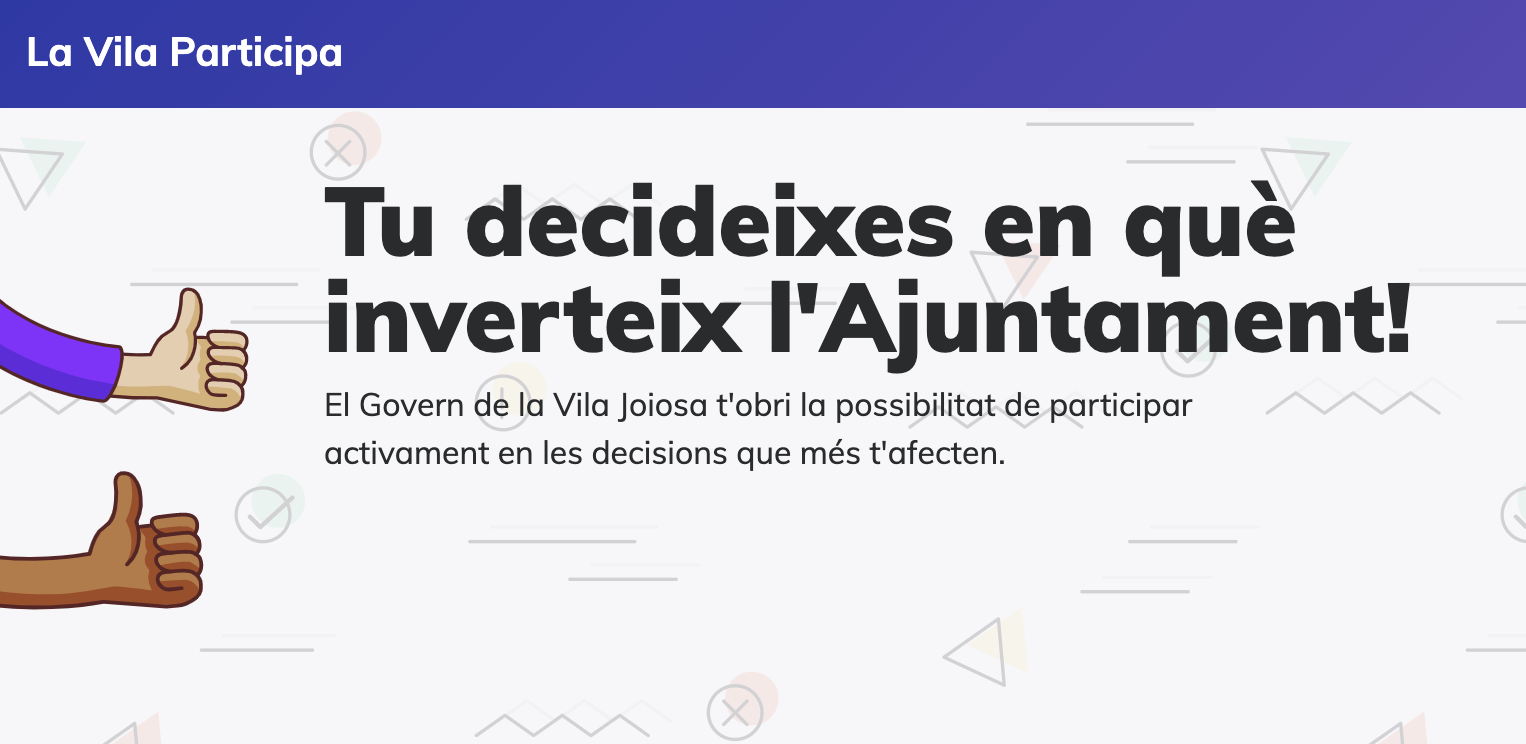 La Vila Participa
Tu decideixes en què
inverteix l'Ajuntament!
El Govern de la Vila Joiosa t'obri la possibilitat de participar
activament en les decisions que més t'afecten.